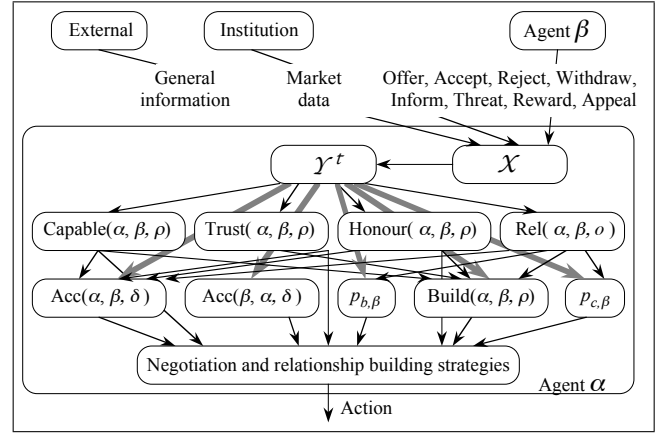 External
Institution
Agent β
General
information
Market
data
Offer, Accept, Reject, Withdraw,
Inform, Threat, Reward, Appeal
𝒴ᵗ
𝒳
Capable(α, β, ρ)
Trust( α, β, ρ)
Honour( α, β, ρ)
Rel( α, β, o )
Acc(α, β, δ )
Acc(β, α, δ )
p_{b,β}
Build(α, β, ρ)
p_{c,β}
Negotiation and relationship building strategies
Agent α
Action